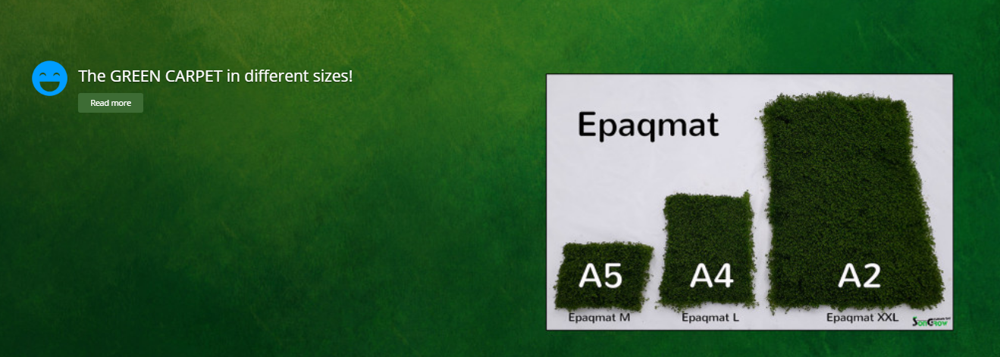 The GREEN CARPET in different sizes!
Read more
Epaqmat
A5
A4
A2
Epaqmat M
Epaqmat L
Epaqmat XXL
SonGrow